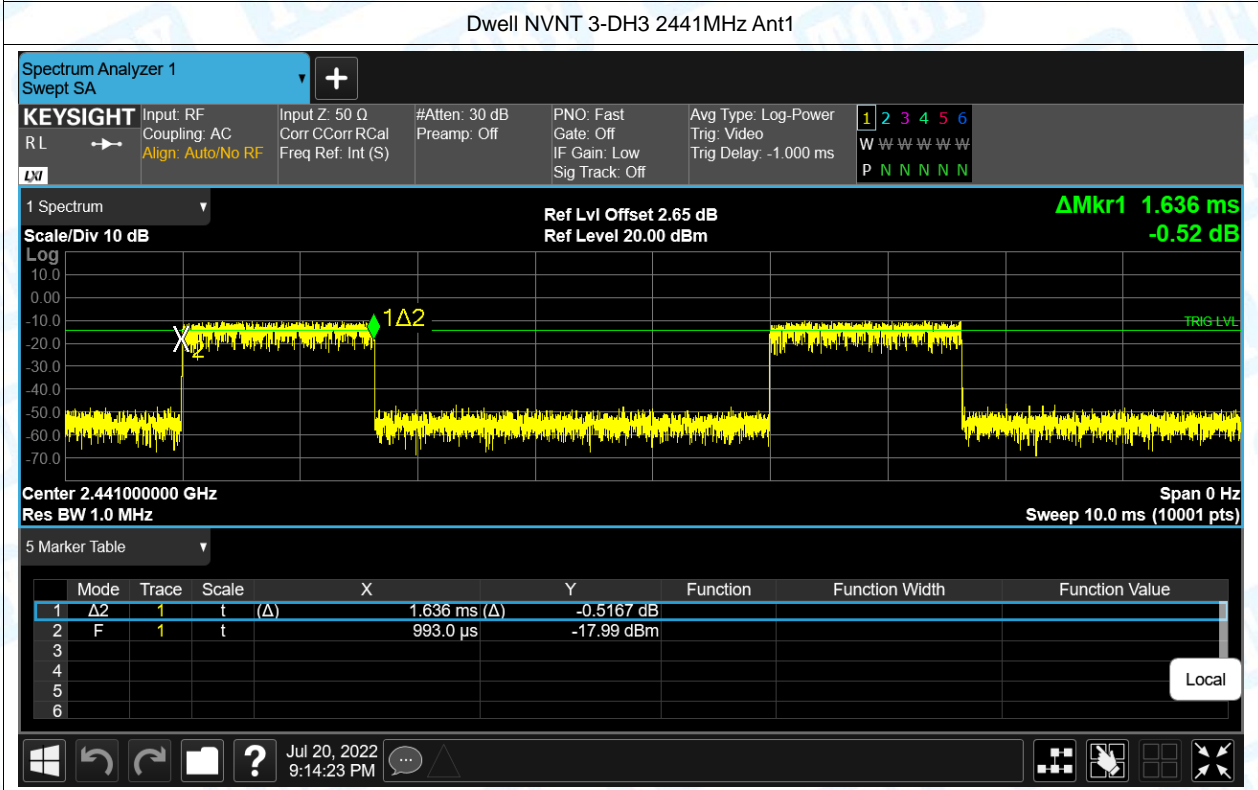 Dwell NVNT 3-DH3 2441MHz Ant1
Spectrum Analyzer 1
Swept SA
KEYSIGHT
R L
LXI
Input: RF
Coupling: AC
Align: Auto/No RF
Input Z: 50 Ω
Corr CCorr RCal
Freq Ref: Int (S)
#Atten: 30 dB
Preamp: Off
PNO: Fast
Gate: Off
IF Gain: Low
Sig Track: Off
Avg Type: Log-Power
Trig: Video
Trig Delay: -1.000 ms
1 2 3 4 5 6
W W W W W W
P N N N N N
1 Spectrum
Scale/Div 10 dB
Ref Lvl Offset 2.65 dB
Ref Level 20.00 dBm
ΔMkr1 1.636 ms
-0.52 dB
Log
10.0
0.00
-10.0
-20.0
-30.0
-40.0
-50.0
-60.0
-70.0
X
2
1Δ2
TRIG LVL
Center 2.441000000 GHz
Span 0 Hz
Res BW 1.0 MHz
Sweep 10.0 ms (10001 pts)
5 Marker Table
Mode Trace Scale X Y Function Function Width Function Value
1 Δ2 1 t (Δ) 1.636 ms (Δ) -0.5167 dB
2 F 1 t 993.0 µs -17.99 dBm
3
4
5
6
Local
?
Jul 20, 2022
9:14:23 PM